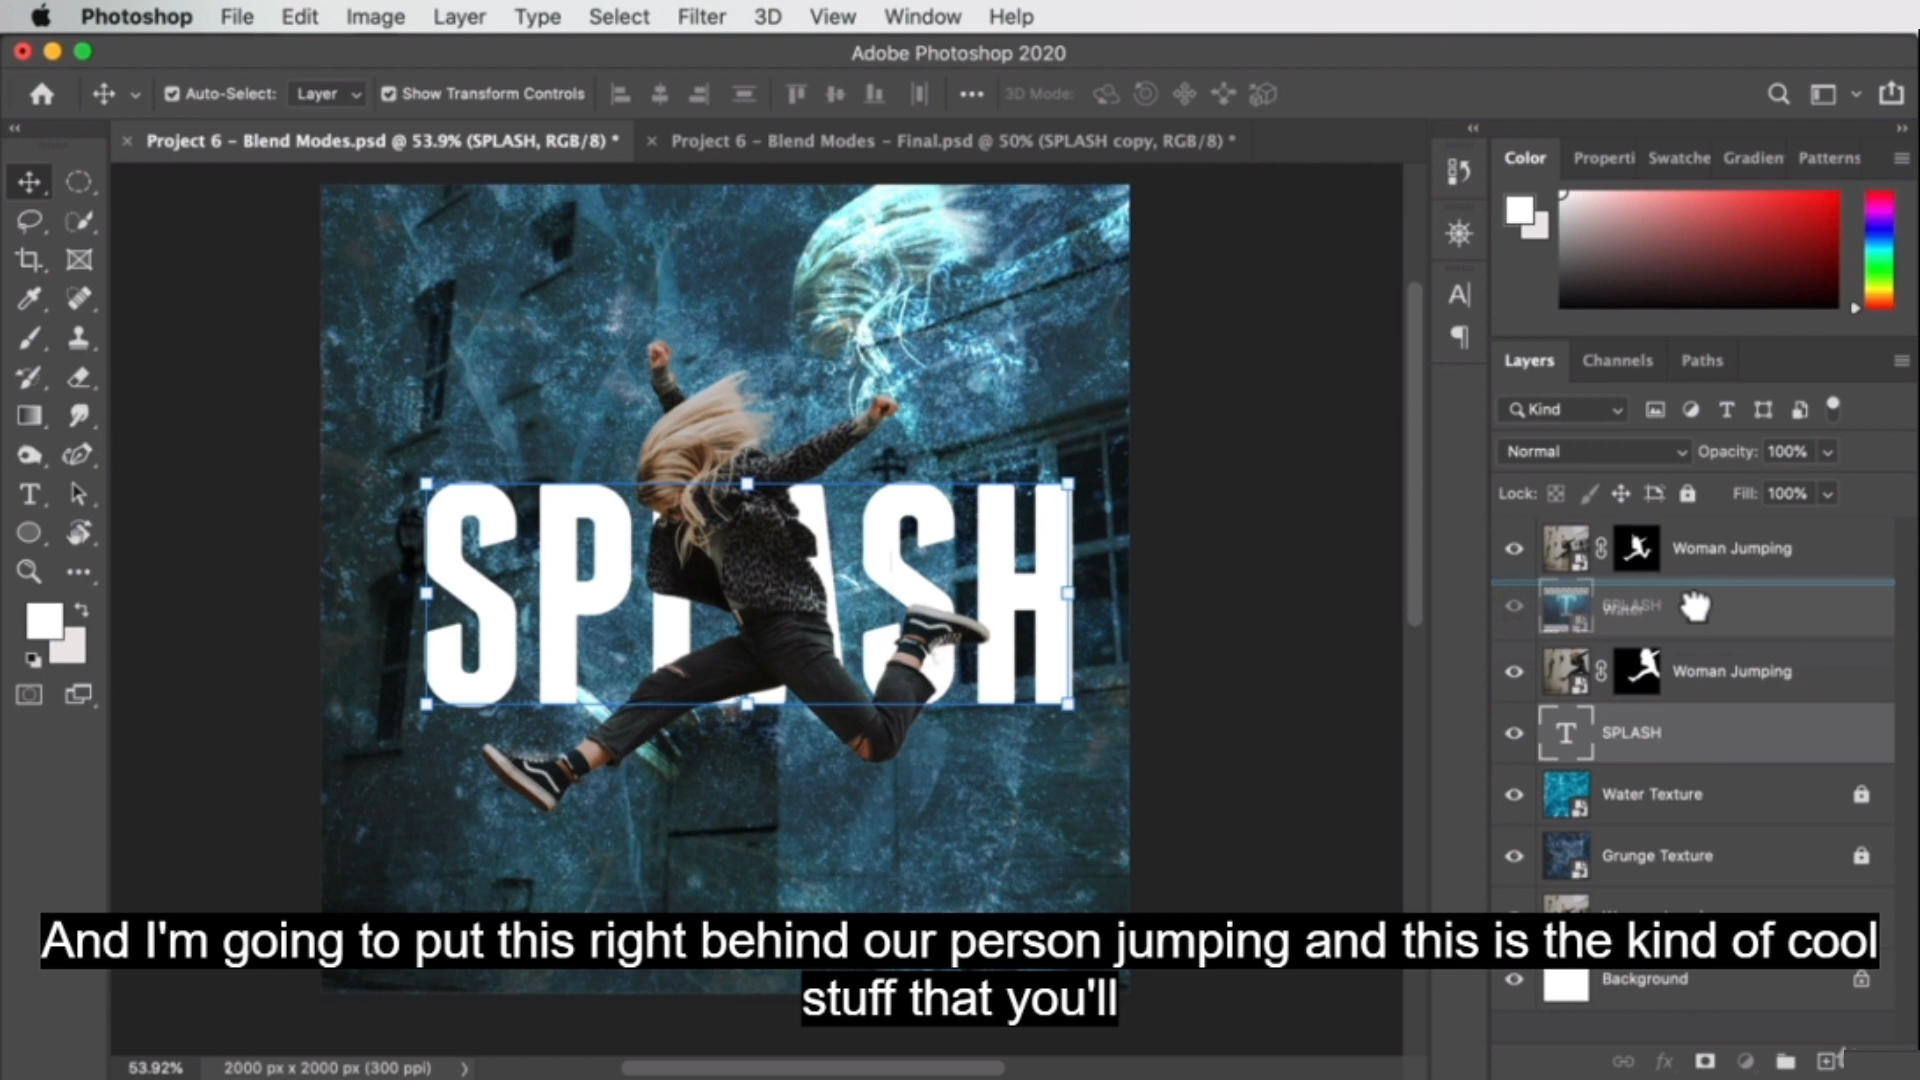 Photoshop File Edit Image Layer Type Select Filter 3D View Window Help
Adobe Photoshop 2020
Auto-Select: Layer Show Transform Controls 3D Mode:
Project 6 – Blend Modes.psd @ 53.9% (SPLASH, RGB/8) * Project 6 – Blend Modes – Final.psd @ 50% (SPLASH copy, RGB/8) *
Color Properti Swatche Gradien Patterns
Layers Channels Paths
Kind
Normal Opacity: 100%
Lock: Fill: 100%
SPLASH
Woman Jumping
SPLASH
Water
Woman Jumping
SPLASH
Water Texture
Grunge Texture
Background
And I'm going to put this right behind our person jumping and this is the kind of cool
stuff that you'll
53.92% 2000 px x 2000 px (300 ppi)